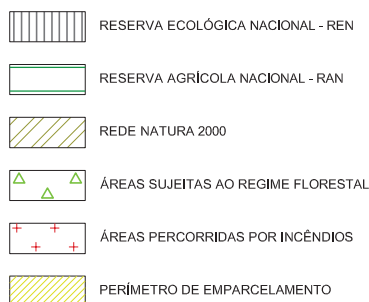 RESERVA ECOLÓGICA NACIONAL - REN
RESERVA AGRÍCOLA NACIONAL - RAN
REDE NATURA 2000
ÁREAS SUJEITAS AO REGIME FLORESTAL
ÁREAS PERCORRIDAS POR INCÊNDIOS
PERÍMETRO DE EMPARCELAMENTO